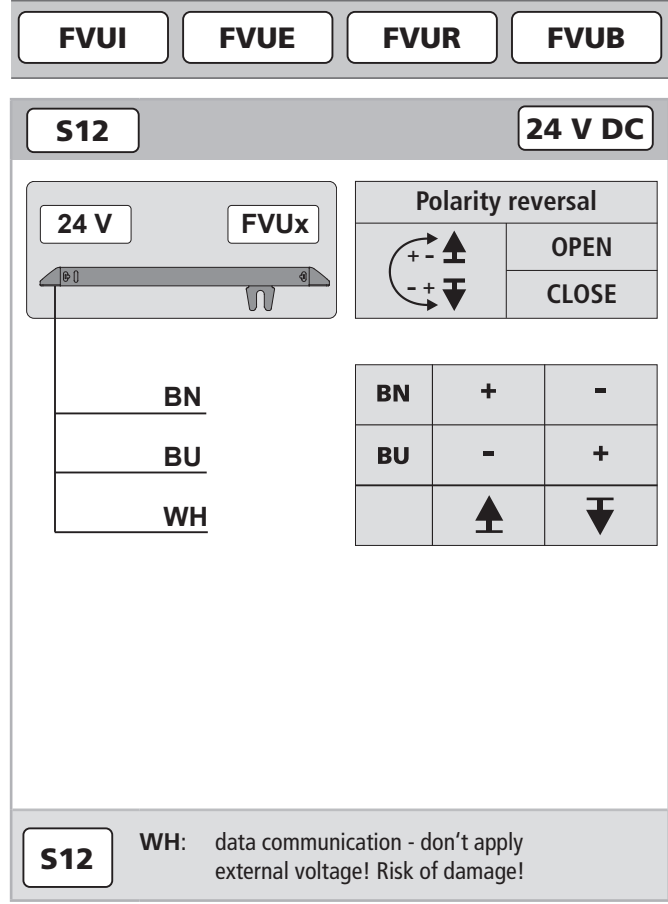 FVUI FVUE FVUR FVUB
S12 24 V DC
24 V FVUx
Polarity reversal
+ - OPEN
- + CLOSE
BN
BU
WH
BN + -
BU - +
S12
WH: data communication - don't apply
external voltage! Risk of damage!